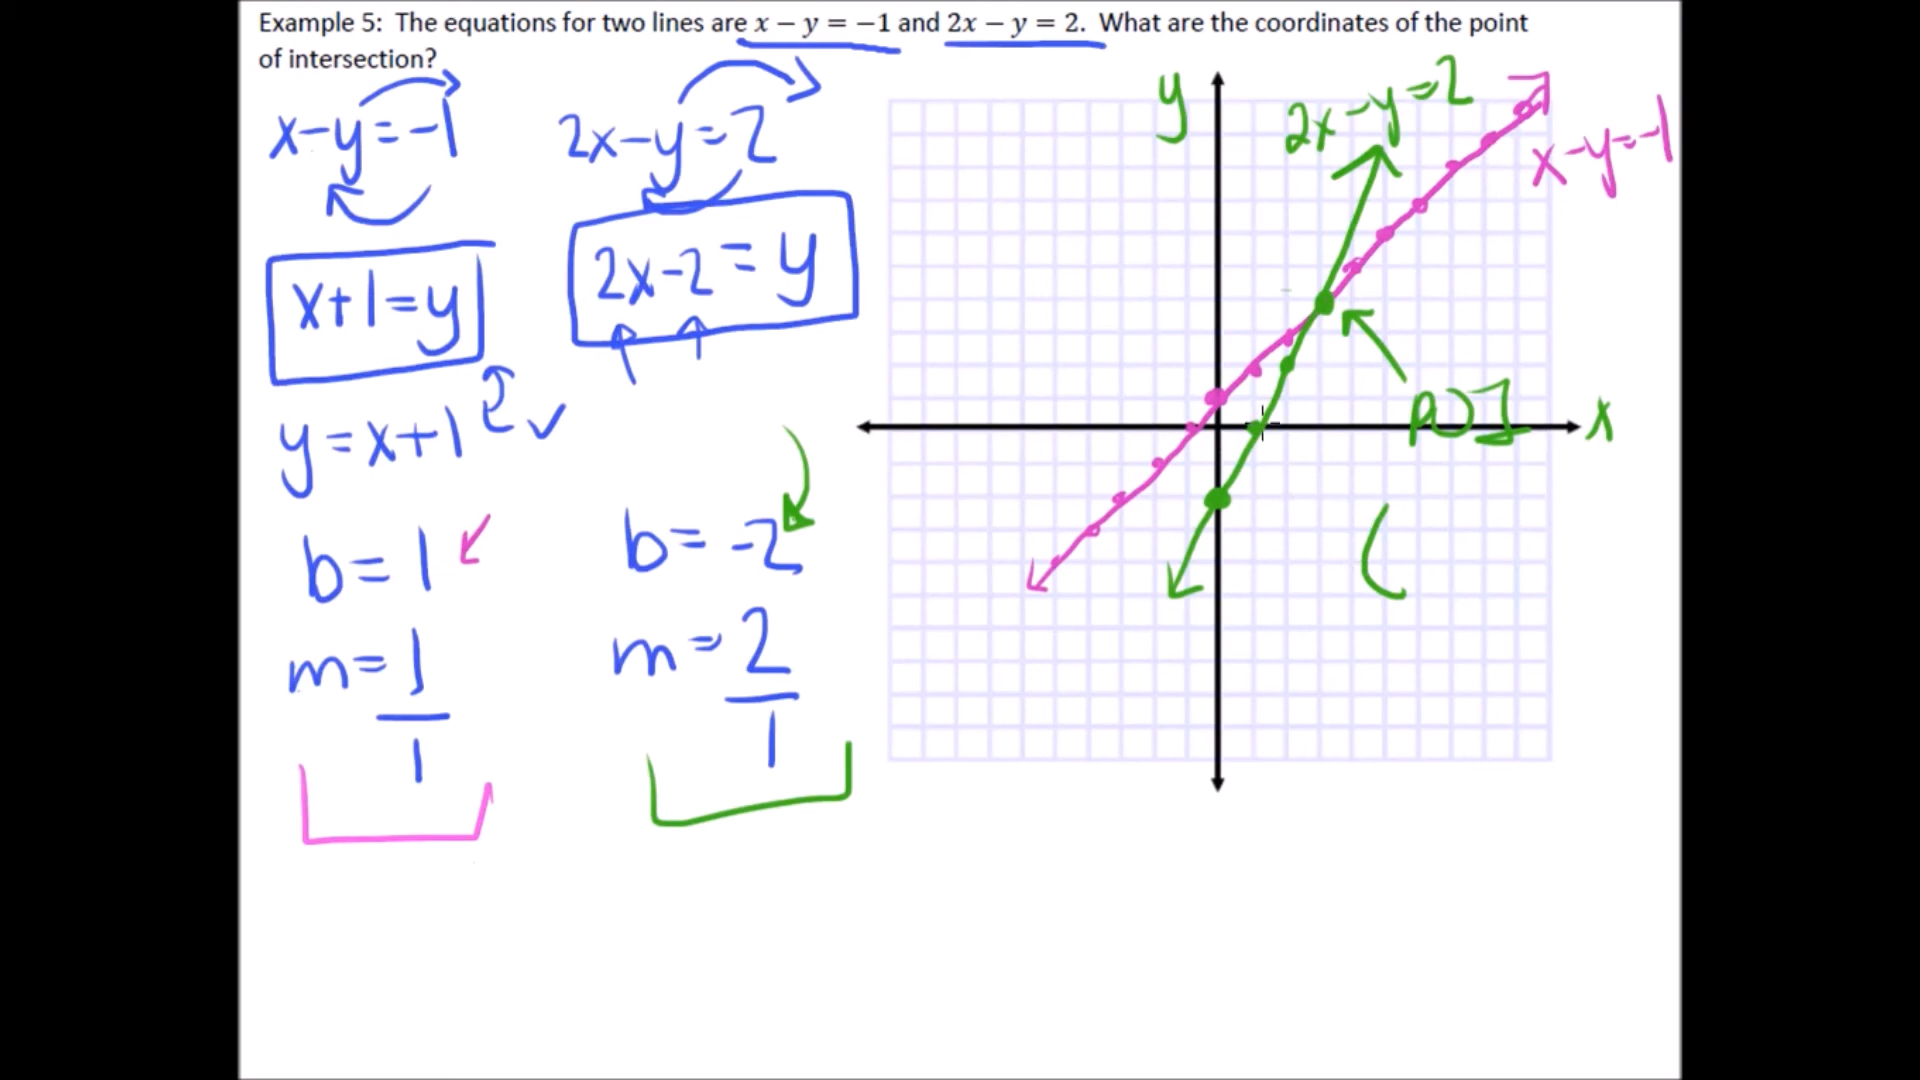 Example 5: The equations for two lines are x − y = −1 and 2x − y = 2. What are the coordinates of the point
of intersection?
x-y=-1
2x-y=2
x+1=y
2x-2=y
y=x+1
b=1
b=-2
m=1/1
m=2/1
y
2x-y=2
x-y=-1
POI
x
(